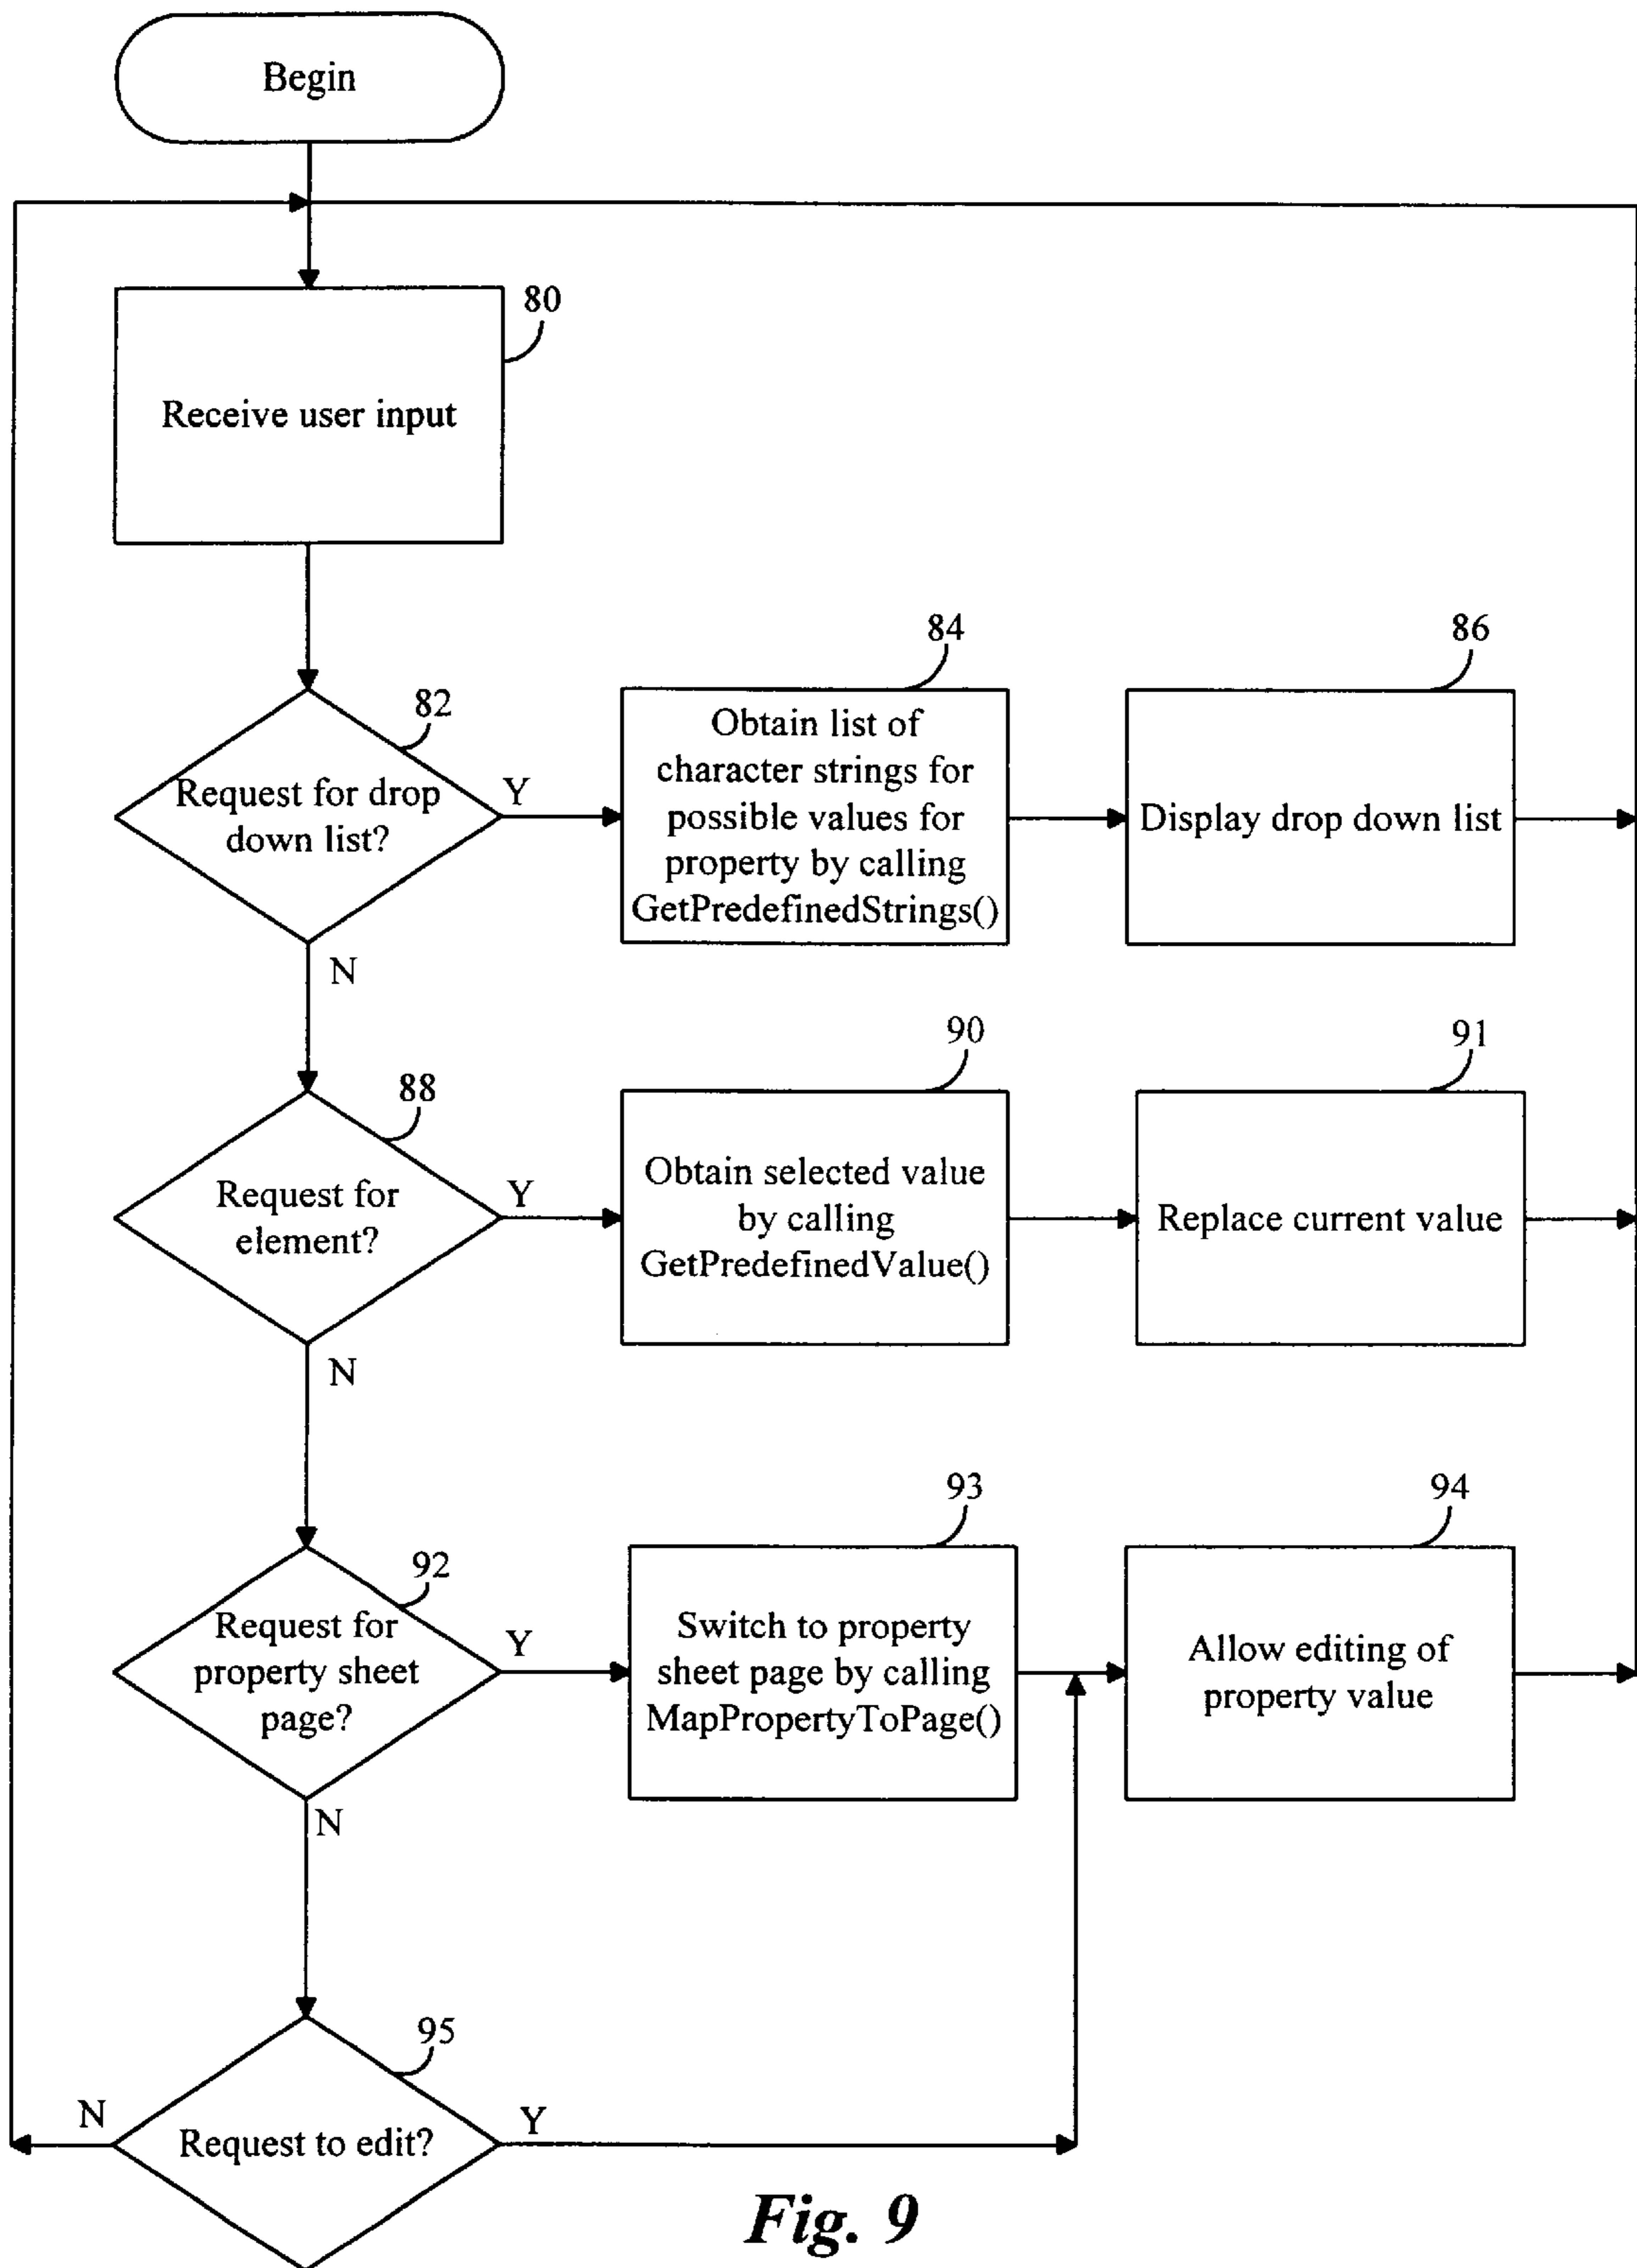 Begin
80
Receive user input
82
Request for drop
down list?
Y
N
84
Obtain list of
character strings for
possible values for
property by calling
GetPredefinedStrings()
86
Display drop down list
88
Request for
element?
Y
N
90
Obtain selected value
by calling
GetPredefinedValue()
91
Replace current value
92
Request for
property sheet
page?
Y
N
93
Switch to property
sheet page by calling
MapPropertyToPage()
94
Allow editing of
property value
95
Request to edit?
N
Y
Fig. 9